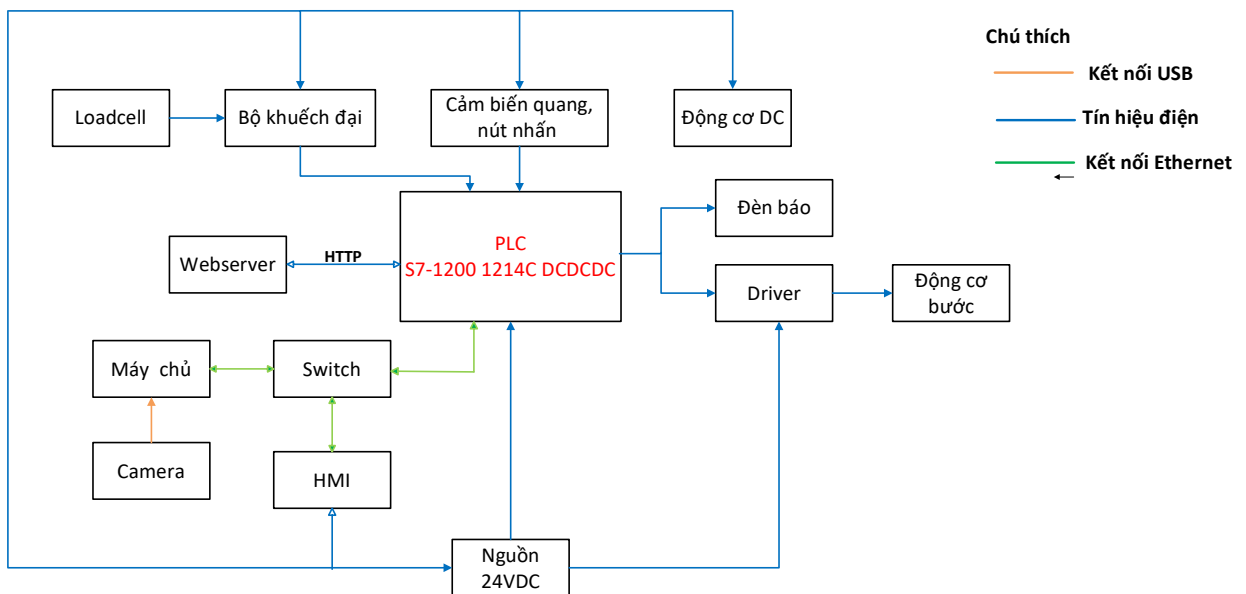 Chú thích
Kết nối USB
Tín hiệu điện
Kết nối Ethernet
Loadcell
Bộ khuếch đại
Cảm biến quang,
nút nhấn
Động cơ DC
PLC
S7-1200 1214C DCDCDC
Đèn báo
Webserver
HTTP
Driver
Động cơ
bước
Máy chủ
Switch
Camera
HMI
Nguồn
24VDC